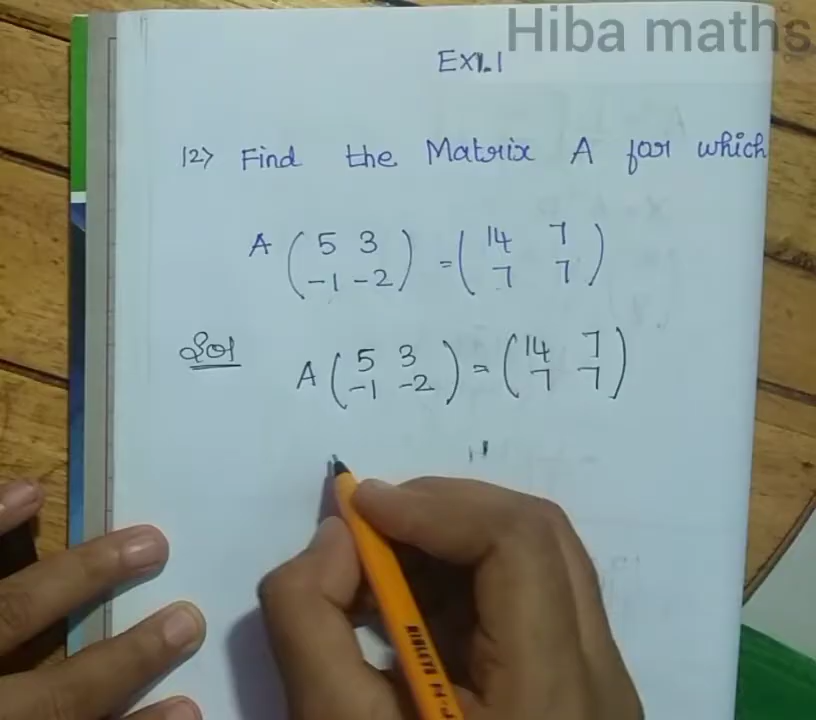 Hiba maths
EX1.1
12) Find the Matrix A for which
A ( 5 3 ) = ( 14 7 )
( -1 -2 ) ( 7 7 )
Sol
A ( 5 3 ) = ( 14 7 )
( -1 -2 ) ( 7 7 )